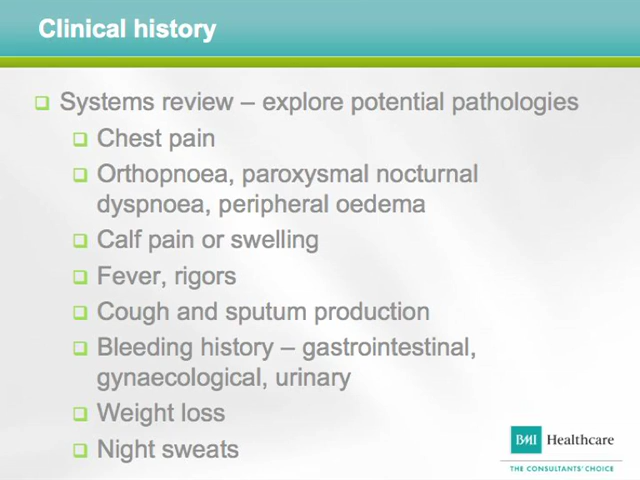 Clinical history
Systems review – explore potential pathologies
Chest pain
Orthopnoea, paroxysmal nocturnal
dyspnoea, peripheral oedema
Calf pain or swelling
Fever, rigors
Cough and sputum production
Bleeding history – gastrointestinal,
gynaecological, urinary
Weight loss
Night sweats
BMI Healthcare
THE CONSULTANTS' CHOICE